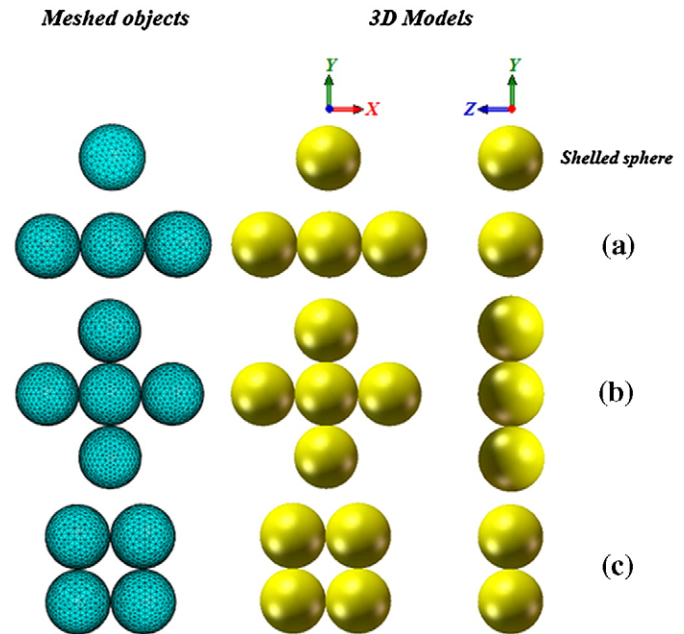 Meshed objects 3D Models
Y Y
X Z
Shelled sphere
(a)
(b)
(c)